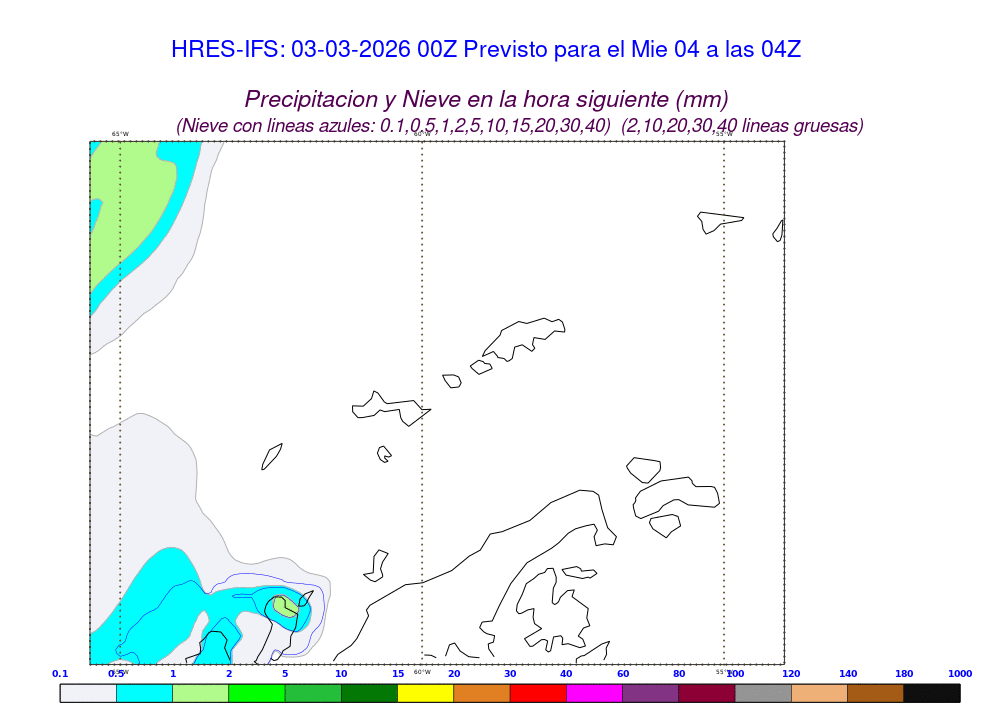 HRES-IFS: 03-03-2026 00Z Previsto para el Mie 04 a las 04Z
Precipitacion y Nieve en la hora siguiente (mm)
(Nieve con lineas azules: 0.1,0.5,1,2,5,10,15,20,30,40)  (2,10,20,30,40 lineas gruesas)
65°W 60°W 55°W
65°W 60°W 55°W
0.1 0.5 1 2 5 10 15 20 30 40 60 80 100 120 140 180 1000